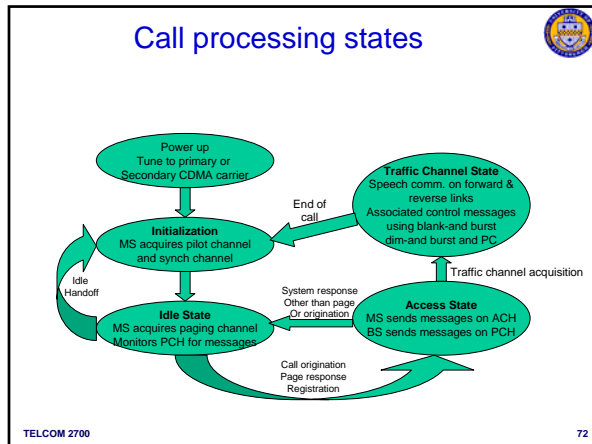 Call processing states
Power up
Tune to primary or
Secondary CDMA carrier
Traffic Channel State
Speech comm. on forward &
reverse links
Associated control messages
using blank-and burst
dim-and burst and PC
End of
call
Initialization
MS acquires pilot channel
and synch channel
Idle
Handoff
Traffic channel acquisition
System response
Other than page
Or origination
Idle State
MS acquires paging channel
Monitors PCH for messages
Access State
MS sends messages on ACH
BS sends messages on PCH
Call origination
Page response
Registration
TELCOM 2700
72